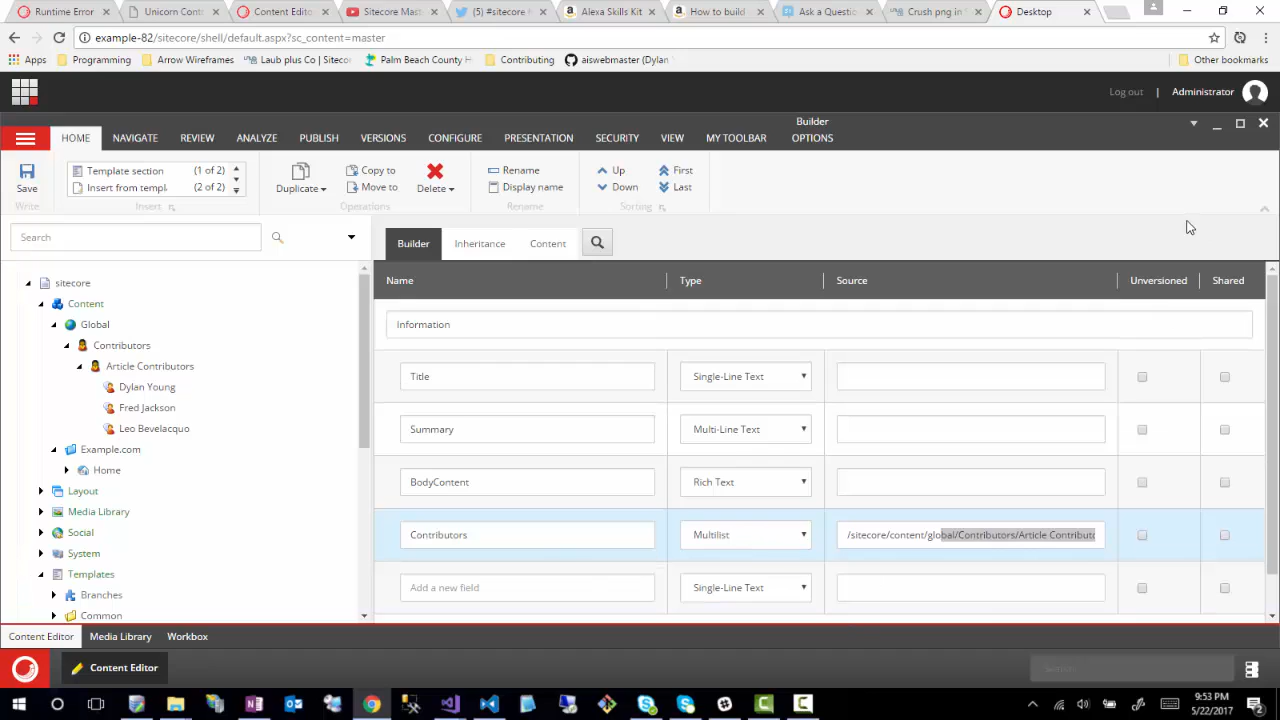 Runtime Error
Unicorn Contr
Content Editor
Sitecore Mast
(5) #sitecore f
Alexa Skills Kit
How to build
Ask a Questio
Crush png in
Desktop
example-82/sitecore/shell/default.aspx?sc_content=master
Apps
Programming
Arrow Wireframes
Laub plus Co | Sitec
Palm Beach County H
Contributing
aiswebmaster (Dylan
Other bookmarks
Log out | Administrator
Builder
HOME NAVIGATE REVIEW ANALYZE PUBLISH VERSIONS CONFIGURE PRESENTATION SECURITY VIEW MY TOOLBAR OPTIONS
Template section (1 of 2)
Insert from templ (2 of 2)
Save
Duplicate
Copy to
Move to
Delete
Rename
Display name
Up
Down
First
Last
Write
Insert
Operations
Rename
Sorting
Search
Builder Inheritance Content
sitecore
Content
Global
Contributors
Article Contributors
Dylan Young
Fred Jackson
Leo Bevelacquo
Example.com
Home
Layout
Media Library
Social
System
Templates
Branches
Common
Name Type Source Unversioned Shared
Information
Title Single-Line Text
Summary Multi-Line Text
BodyContent Rich Text
Contributors Multilist /sitecore/content/global/Contributors/Article Contributo
Add a new field Single-Line Text
Content Editor Media Library Workbox
Content Editor
Search
9:53 PM
5/22/2017
2